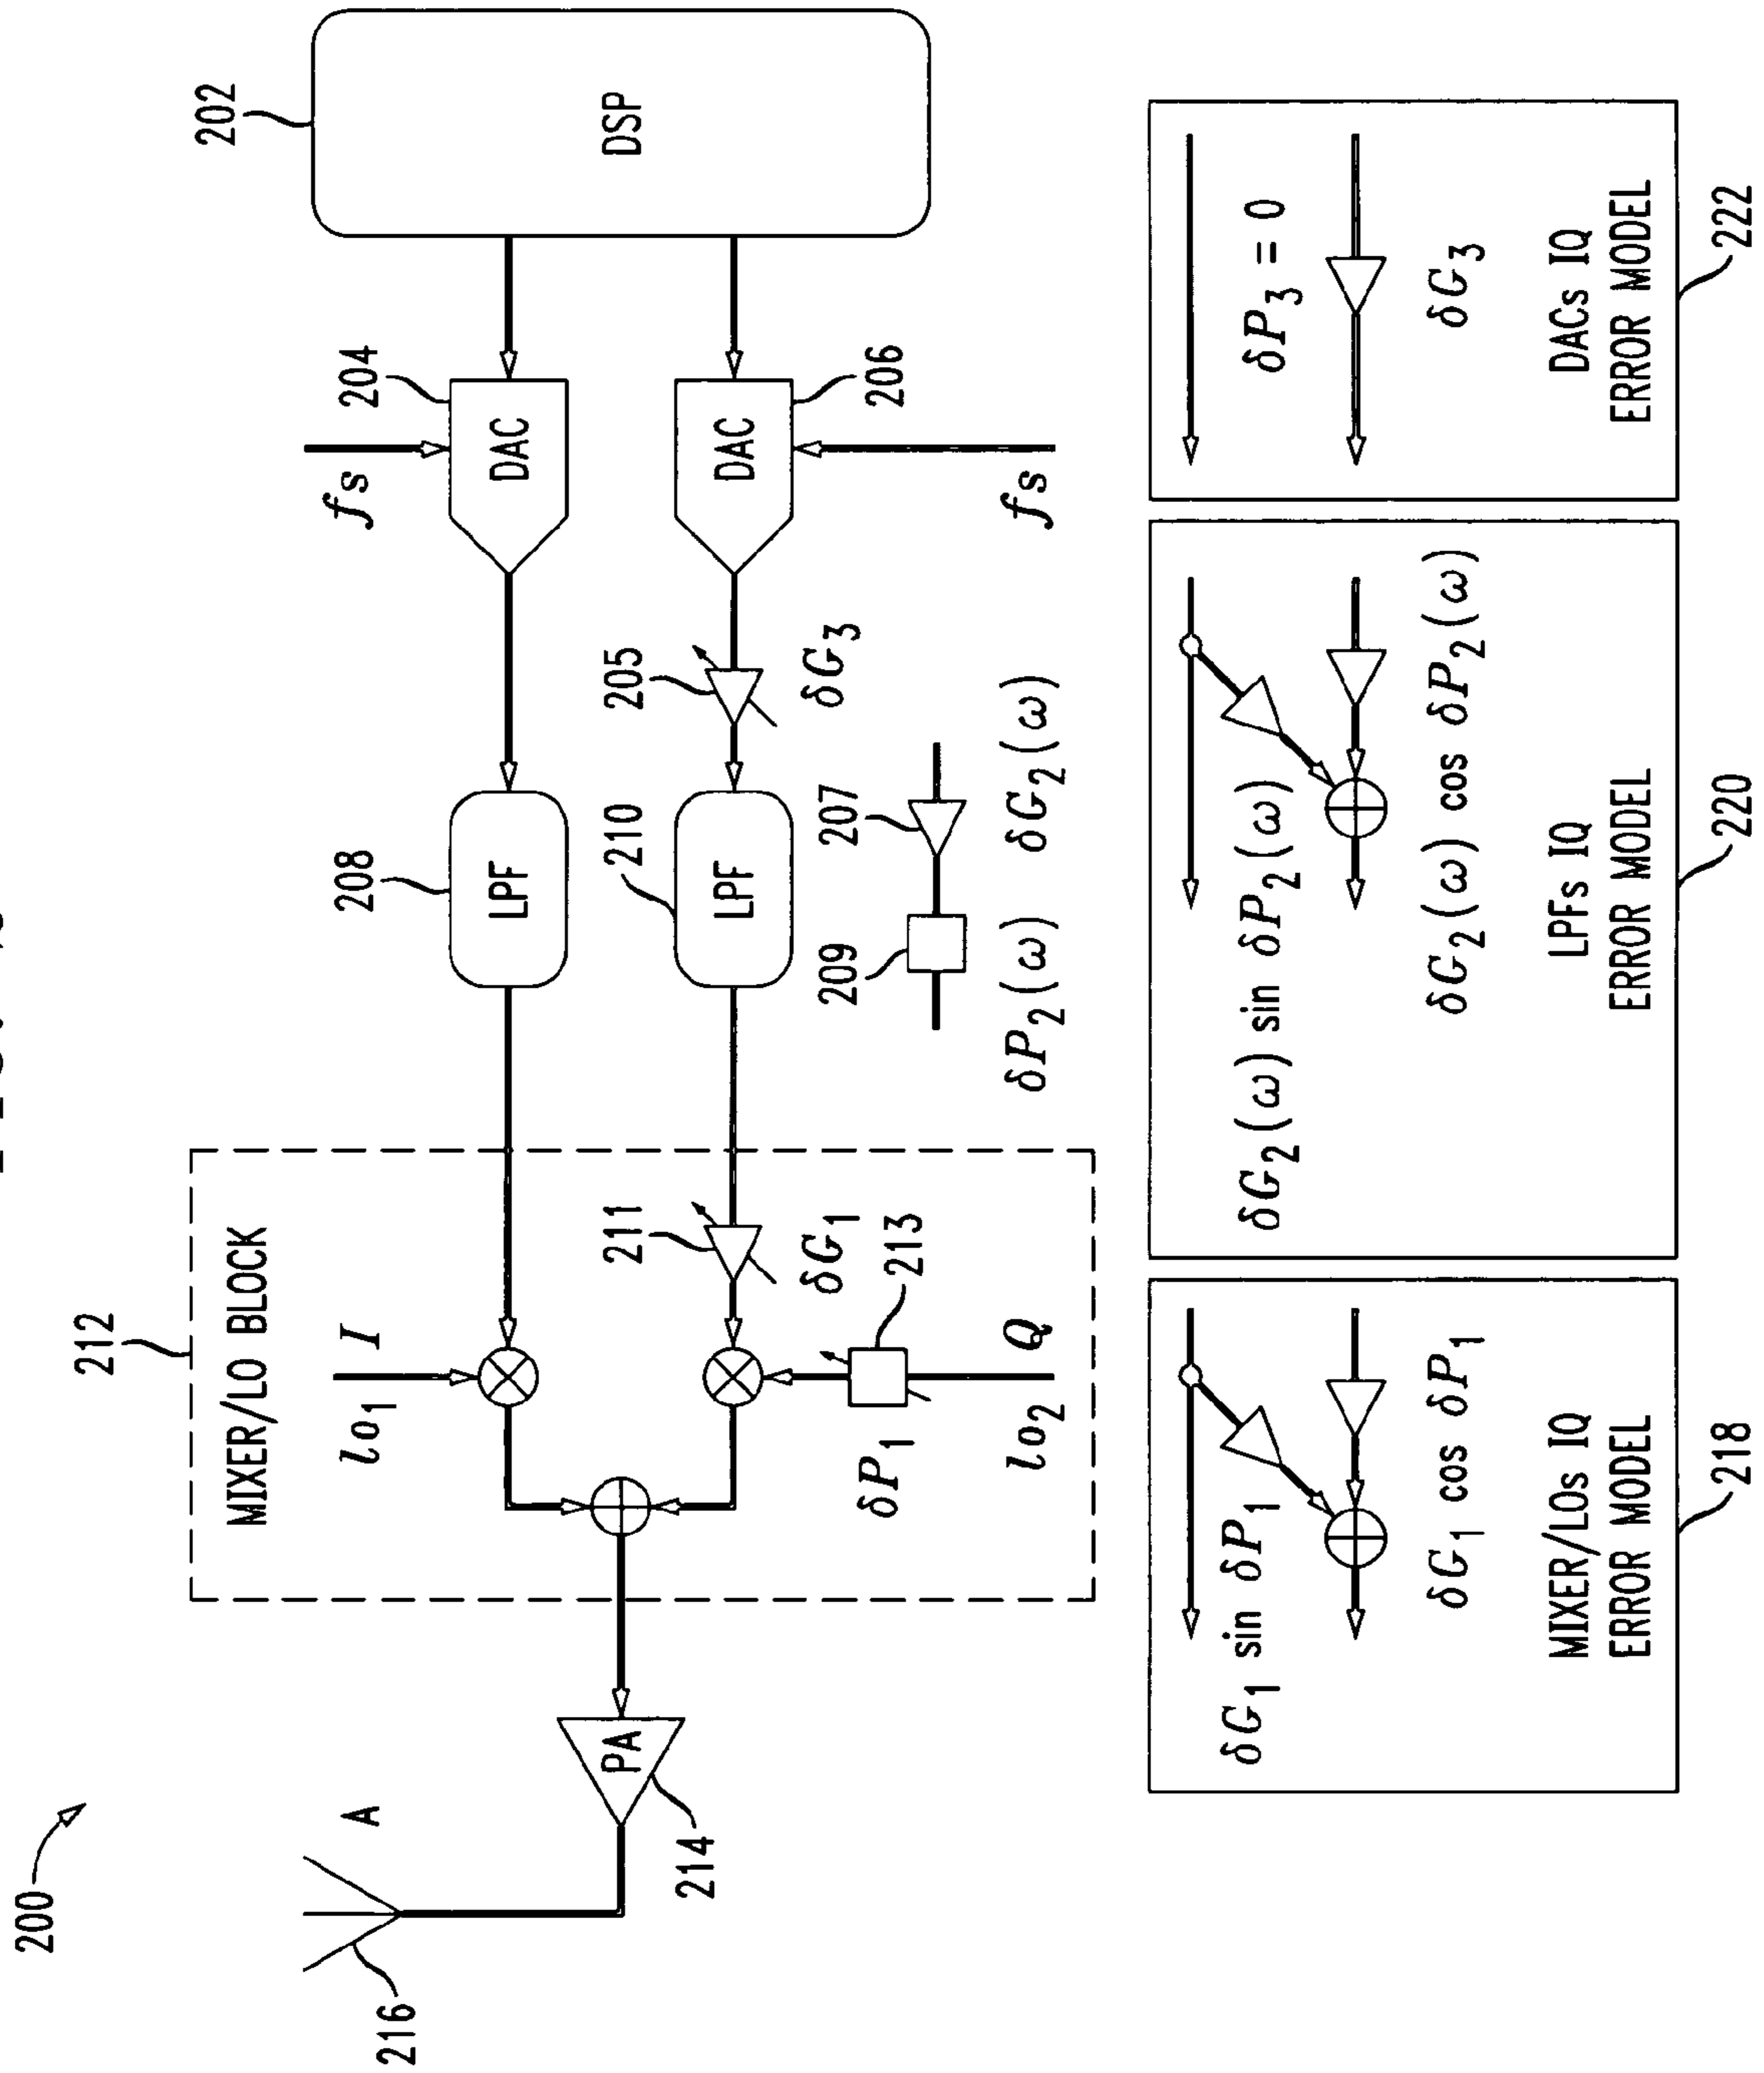 200
216
A
PA
214
212
MIXER/LO BLOCK
lo₁
I
211
δG₁
213
δP₁
lo₂
Q
208
LPF
210
LPF
205
δG₃
209
207
δP₂(ω)
δG₂(ω)
204
fs
DAC
206
DAC
fs
202
DSP
δG₁ sin δP₁
δG₁ cos δP₁
MIXER/LOs IQ
ERROR MODEL
218
δG₂(ω) sin δP₂(ω)
δG₂(ω) cos δP₂(ω)
LPFs IQ
ERROR MODEL
220
δP₃ = 0
δG₃
DACs IQ
ERROR MODEL
222